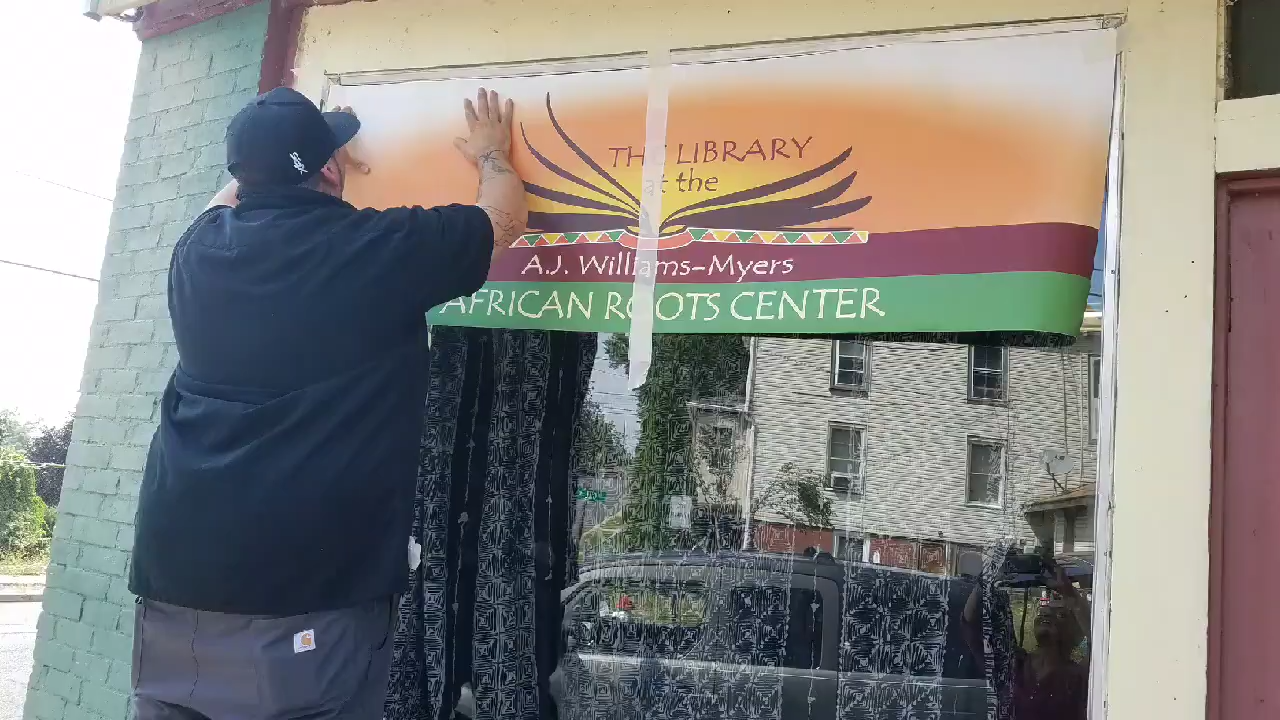 THE LIBRARY
at the
A.J. Williams-Myers
AFRICAN ROOTS CENTER